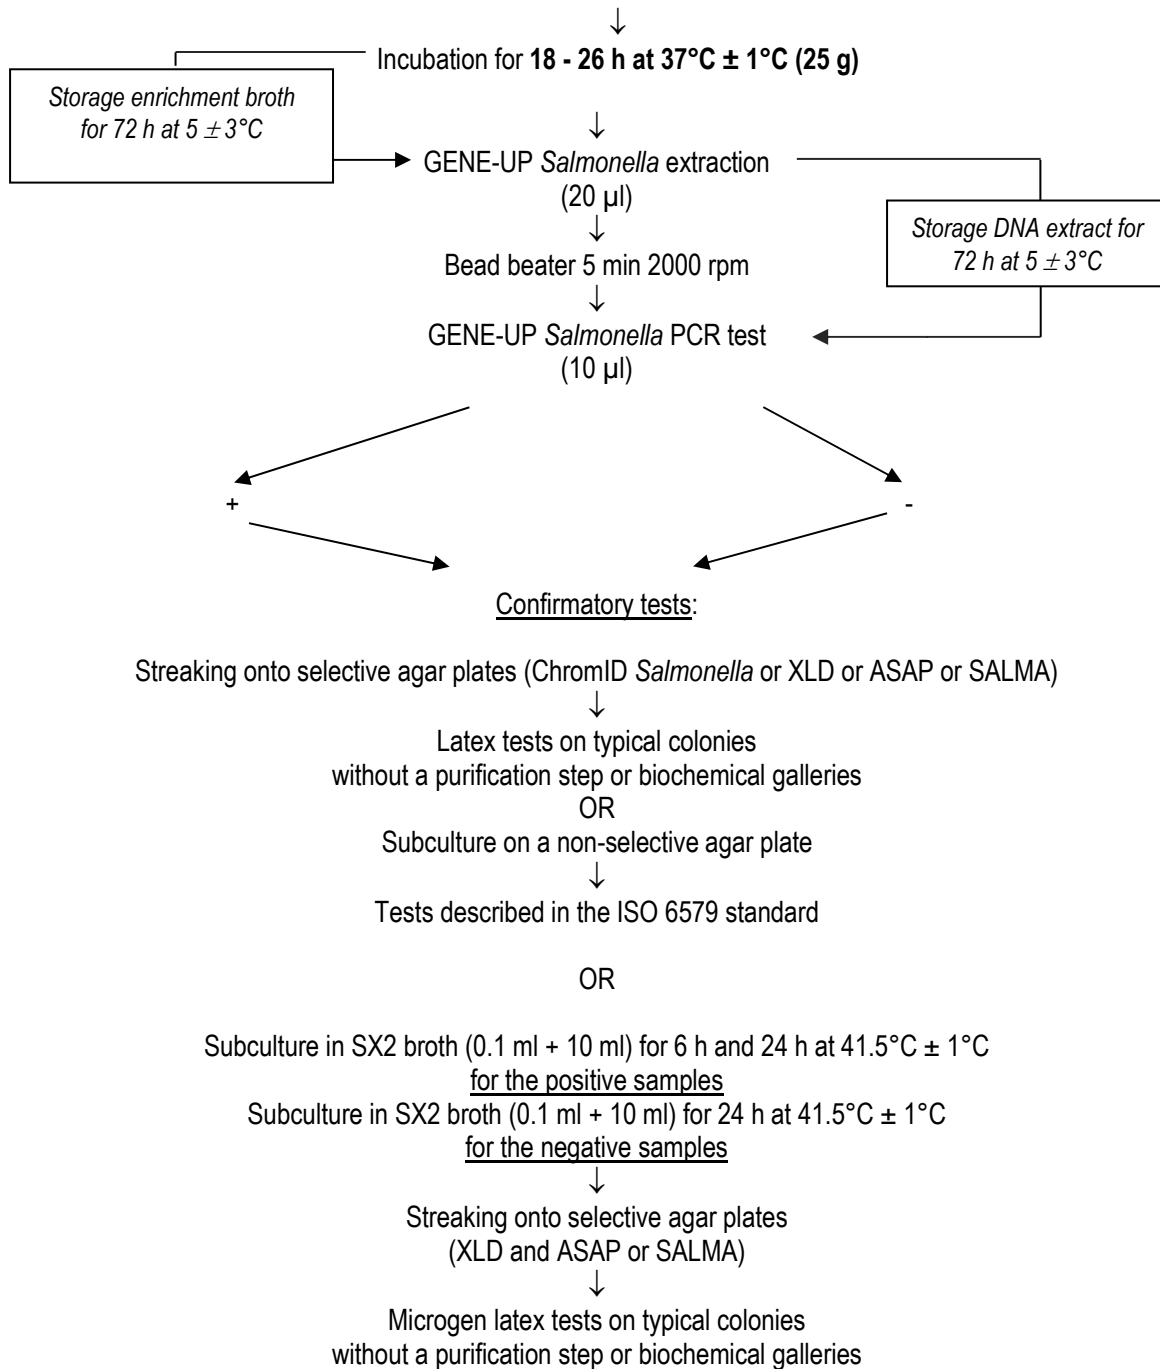 ↓
Incubation for 18 - 26 h at 37°C ± 1°C (25 g)
Storage enrichment broth
for 72 h at 5 ± 3°C
↓
GENE-UP Salmonella extraction
(20 µl)
↓
Storage DNA extract for
72 h at 5 ± 3°C
Bead beater 5 min 2000 rpm
↓
GENE-UP Salmonella PCR test
(10 µl)
+
-
Confirmatory tests:
Streaking onto selective agar plates (ChromID Salmonella or XLD or ASAP or SALMA)
↓
Latex tests on typical colonies
without a purification step or biochemical galleries
OR
Subculture on a non-selective agar plate
↓
Tests described in the ISO 6579 standard
OR
Subculture in SX2 broth (0.1 ml + 10 ml) for 6 h and 24 h at 41.5°C ± 1°C
for the positive samples
Subculture in SX2 broth (0.1 ml + 10 ml) for 24 h at 41.5°C ± 1°C
for the negative samples
↓
Streaking onto selective agar plates
(XLD and ASAP or SALMA)
↓
Microgen latex tests on typical colonies
without a purification step or biochemical galleries